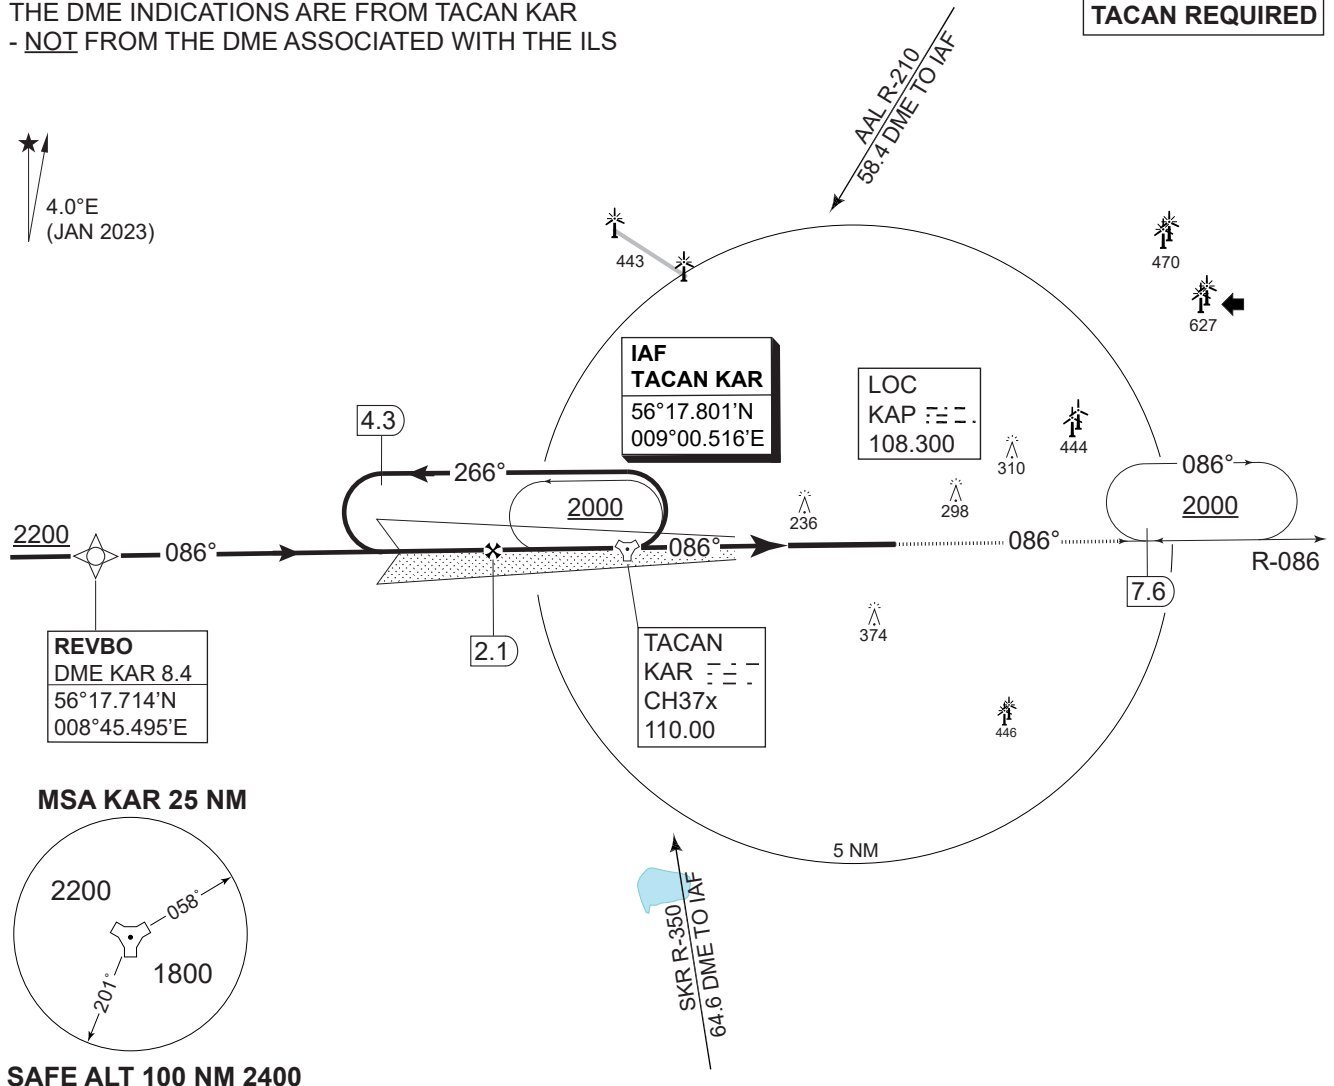 THE DME INDICATIONS ARE FROM TACAN KAR
- NOT FROM THE DME ASSOCIATED WITH THE ILS
TACAN REQUIRED
AAL R-210
58.4 DME TO IAF
4.0°E
(JAN 2023)
443
470
627
IAF
TACAN KAR
56°17.801'N
009°00.516'E
LOC
KAP
108.300
4.3
444
310
266°
086°
2000
236
298
2000
2200
086°
086°
086°
R-086
7.6
2.1
374
REVBO
DME KAR 8.4
56°17.714'N
008°45.495'E
TACAN
KAR
CH37x
110.00
446
MSA KAR 25 NM
5 NM
2200
058°
1800
201°
SKR R-350
64.6 DME TO IAF
SAFE ALT 100 NM 2400